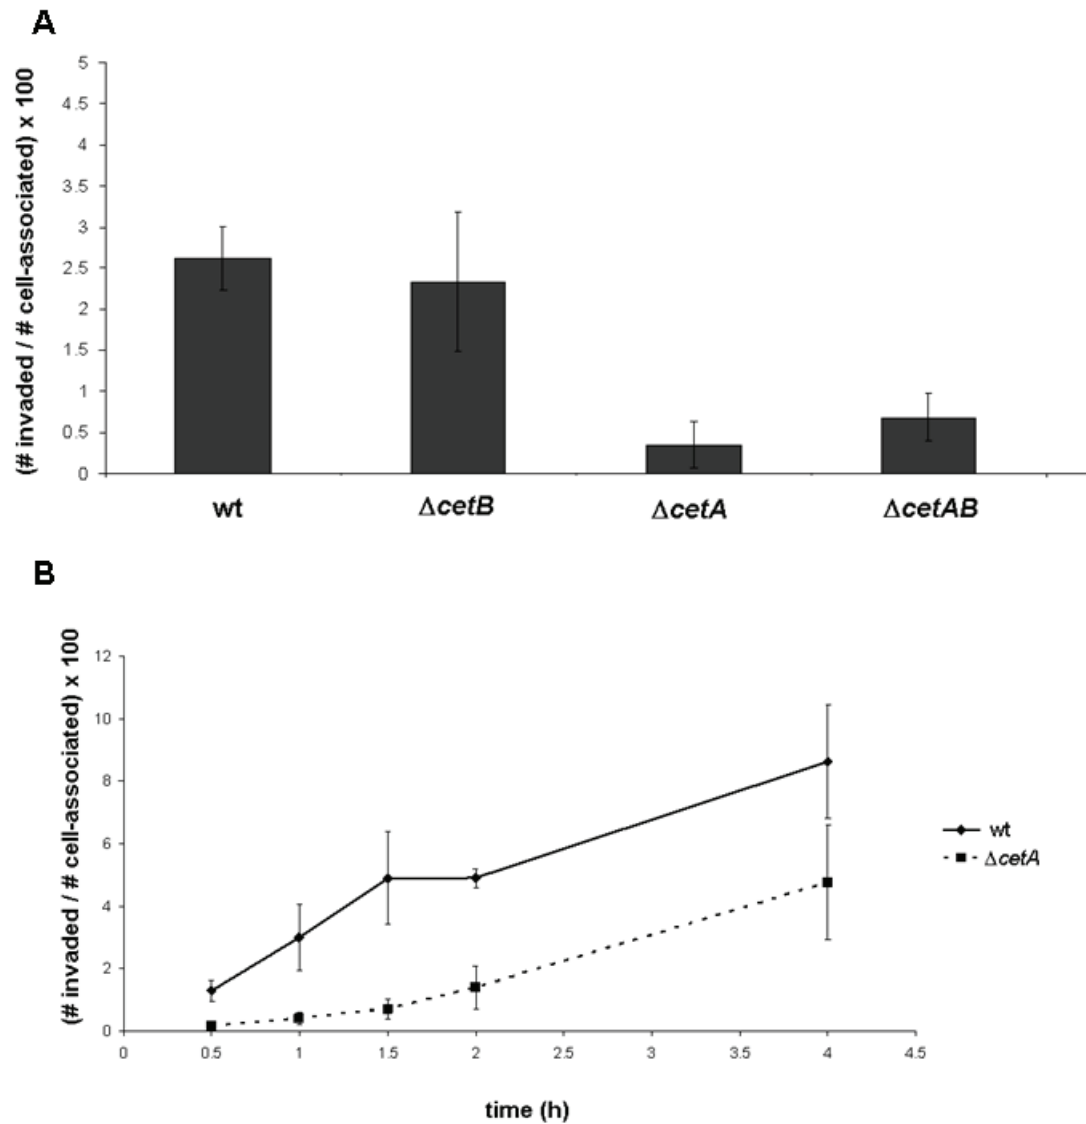 A
(# invaded / # cell-associated) x 100
5
4.5
4
3.5
3
2.5
2
1.5
1
0.5
0
wt ΔcetB ΔcetA ΔcetAB
B
(# invaded / # cell-associated) x 100
12
10
8
6
4
2
0
0 0.5 1 1.5 2 2.5 3 3.5 4 4.5
time (h)
wt
ΔcetA